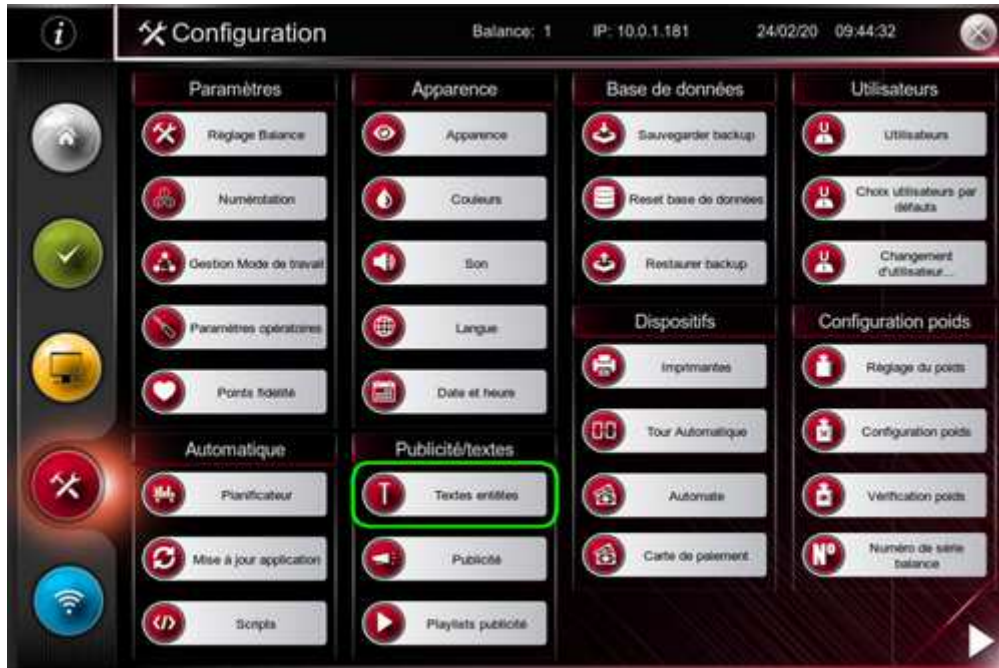 i
Configuration
Balance: 1
IP: 10.0.1.181
24/02/20
09:44:32
Paramètres
Réglage Balance
Numérotation
Gestion Mode de travail
Paramètres opératoires
Points fidélité
Automatique
Planificateur
Mise à jour application
Scripts
Apparence
Apparence
Couleurs
Son
Langue
Date et heure
Publicité/textes
T
Textes entêtes
Publicité
Playlists publicité
Base de données
Sauvegarder backup
Reset base de données
Restaurer backup
Dispositifs
Imprimantes
Tour Automatique
Automate
Carte de paiement
Utilisateurs
Utilisateurs
Choix utilisateurs par
défauts
Changement
d'utilisateur...
Configuration poids
Réglage du poids
Configuration poids
Vérification poids
Nº
Numéro de série
balance